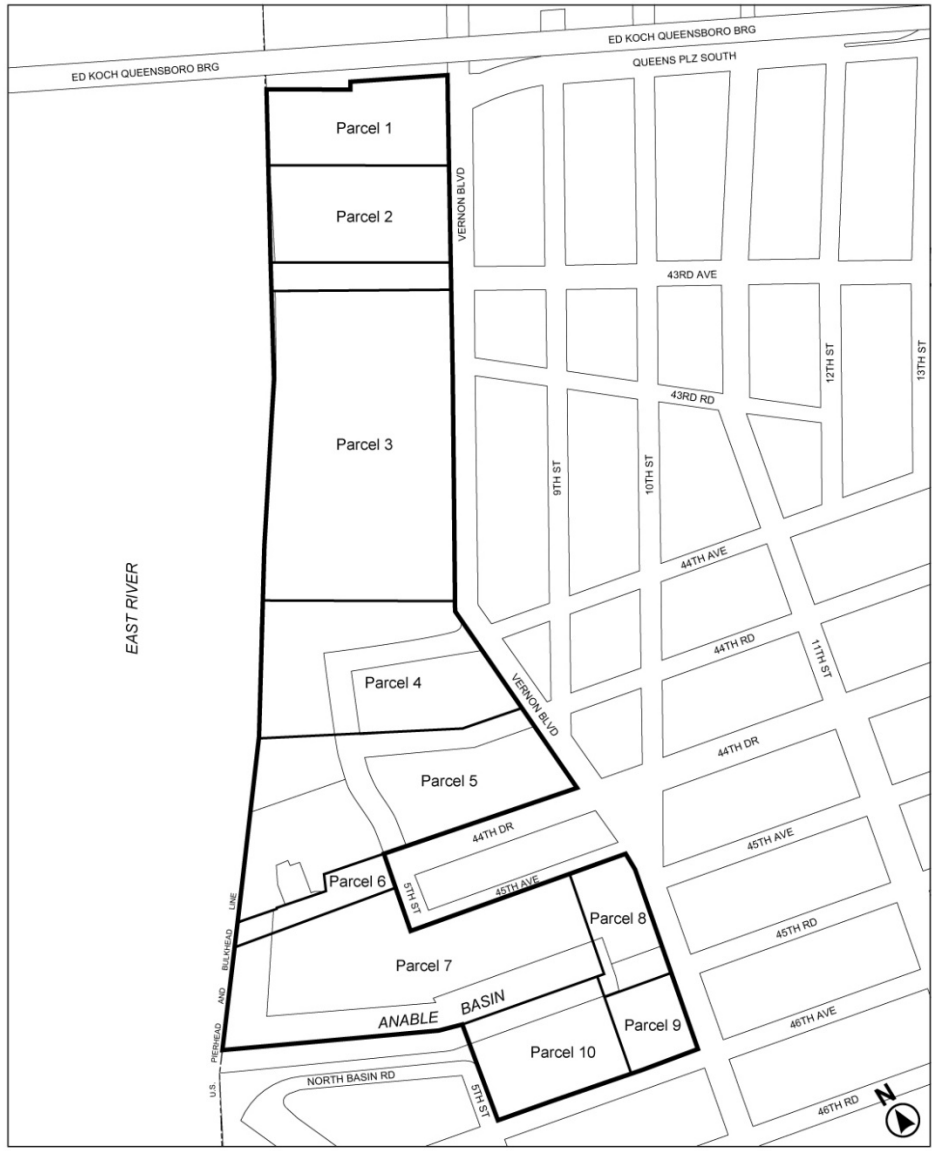 ED KOCH QUEENSBORO BRG
ED KOCH QUEENSBORO BRG
QUEENS PLZ SOUTH
Parcel 1
VERNON BLVD
Parcel 2
43RD AVE
12TH ST
13TH ST
43RD RD
Parcel 3
9TH ST
10TH ST
44TH AVE
EAST RIVER
44TH RD
11TH ST
Parcel 4
VERNON BLVD
44TH DR
Parcel 5
44TH DR
45TH AVE
Parcel 6
5TH ST
45TH AVE
Parcel 8
45TH RD
U.S. PIERHEAD AND BULKHEAD LINE
Parcel 7
ANABLE BASIN
46TH AVE
Parcel 9
Parcel 10
NORTH BASIN RD
5TH ST
46TH RD
N